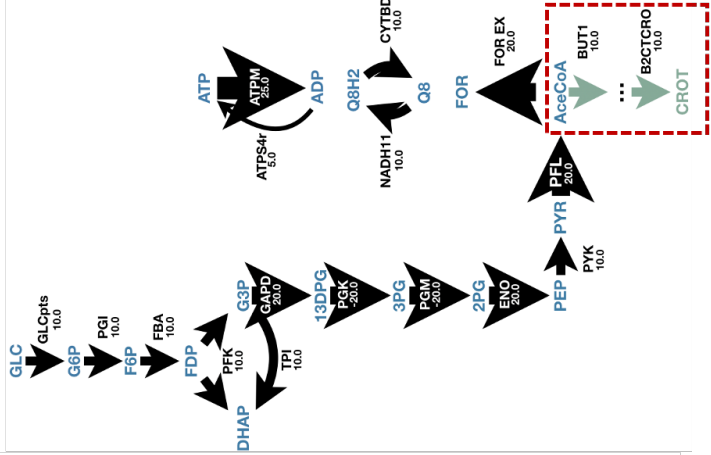 GLC
GLCpts
10.0
G6P
PGI
10.0
F6P
FBA
10.0
FDP
PFK
10.0
DHAP
TPI
10.0
G3P
GAPD
20.0
13DPG
PGK
-20.0
3PG
PGM
-20.0
2PG
ENO
20.0
PEP
PYK
10.0
PYR
PFL
20.0
ATP
ATPM
25.0
ADP
ATPS4r
5.0
Q8H2
CYTBD
10.0
Q8
NADH11
10.0
FOR
FOR EX
20.0
AceCoA
BUT1
10.0
...
B2CTCRO
10.0
CROT